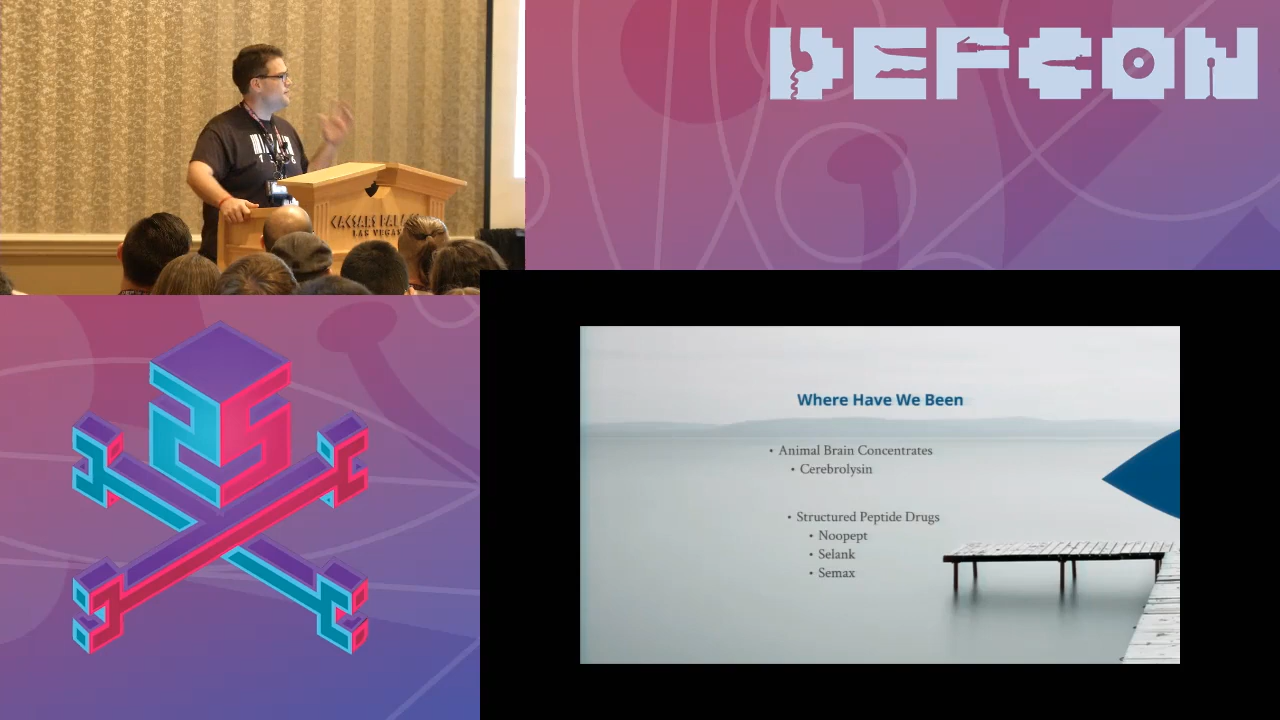 DEFCON
CAESARS PALACE
LAS VEGAS
Where Have We Been
• Animal Brain Concentrates
• Cerebrolysin
• Structured Peptide Drugs
• Noopept
• Selank
• Semax